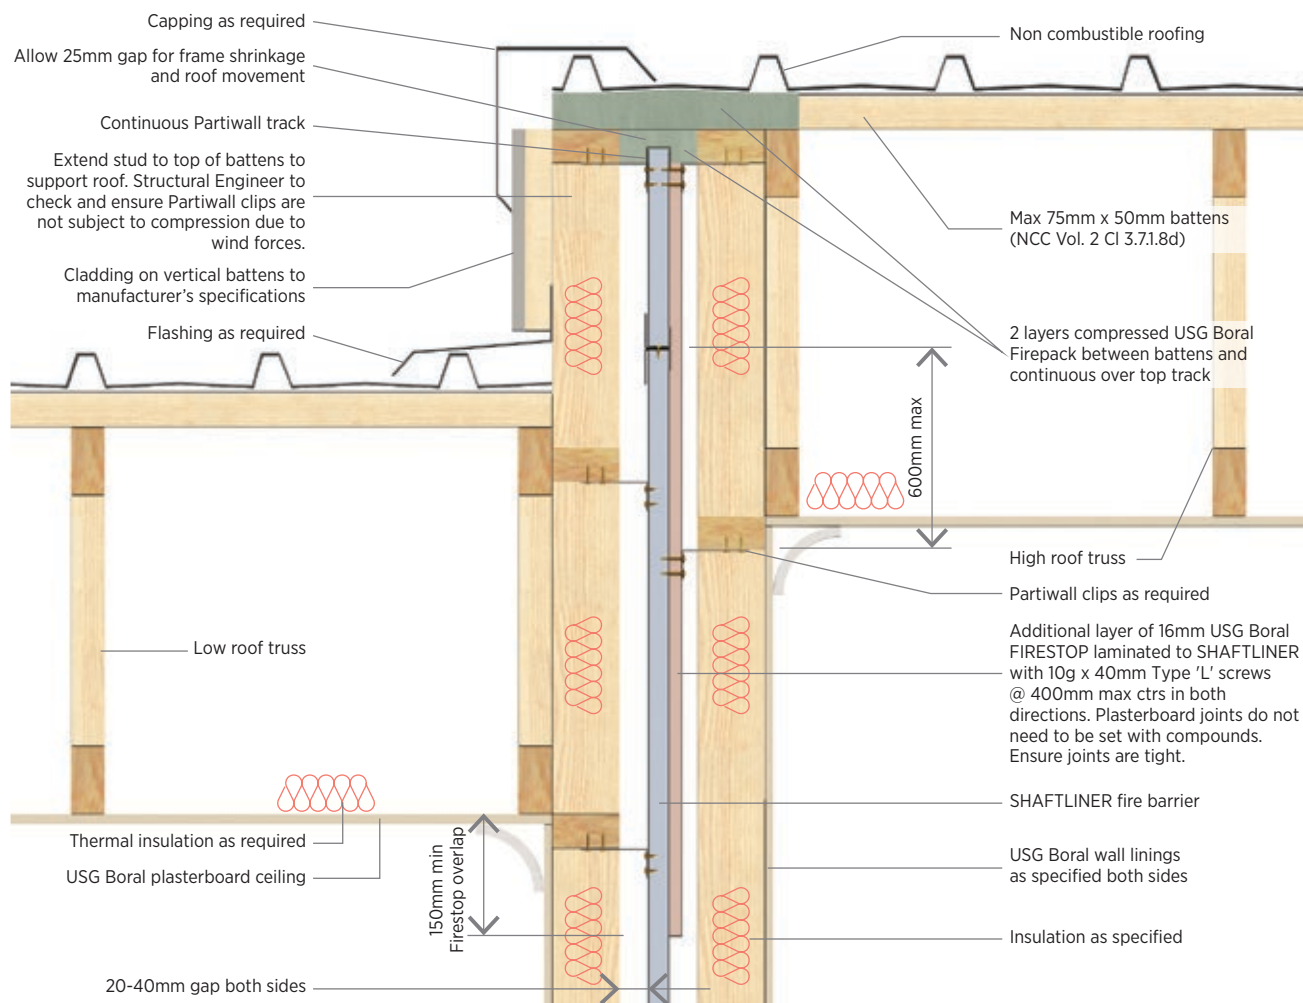 Capping as required
Allow 25mm gap for frame shrinkage
and roof movement
Continuous Partiwall track
Extend stud to top of battens to
support roof. Structural Engineer to
check and ensure Partiwall clips are
not subject to compression due to
wind forces.
Cladding on vertical battens to
manufacturer's specifications
Flashing as required
Low roof truss
Thermal insulation as required
USG Boral plasterboard ceiling
150mm min
Firestop overlap
20-40mm gap both sides
Non combustible roofing
Max 75mm x 50mm battens
(NCC Vol. 2 Cl 3.7.1.8d)
2 layers compressed USG Boral
Firepack between battens and
continuous over top track
600mm max
High roof truss
Partiwall clips as required
Additional layer of 16mm USG Boral
FIRESTOP laminated to SHAFTLINER
with 10g x 40mm Type 'L' screws
@ 400mm max ctrs in both
directions. Plasterboard joints do not
need to be set with compounds.
Ensure joints are tight.
SHAFTLINER fire barrier
USG Boral wall linings
as specified both sides
Insulation as specified